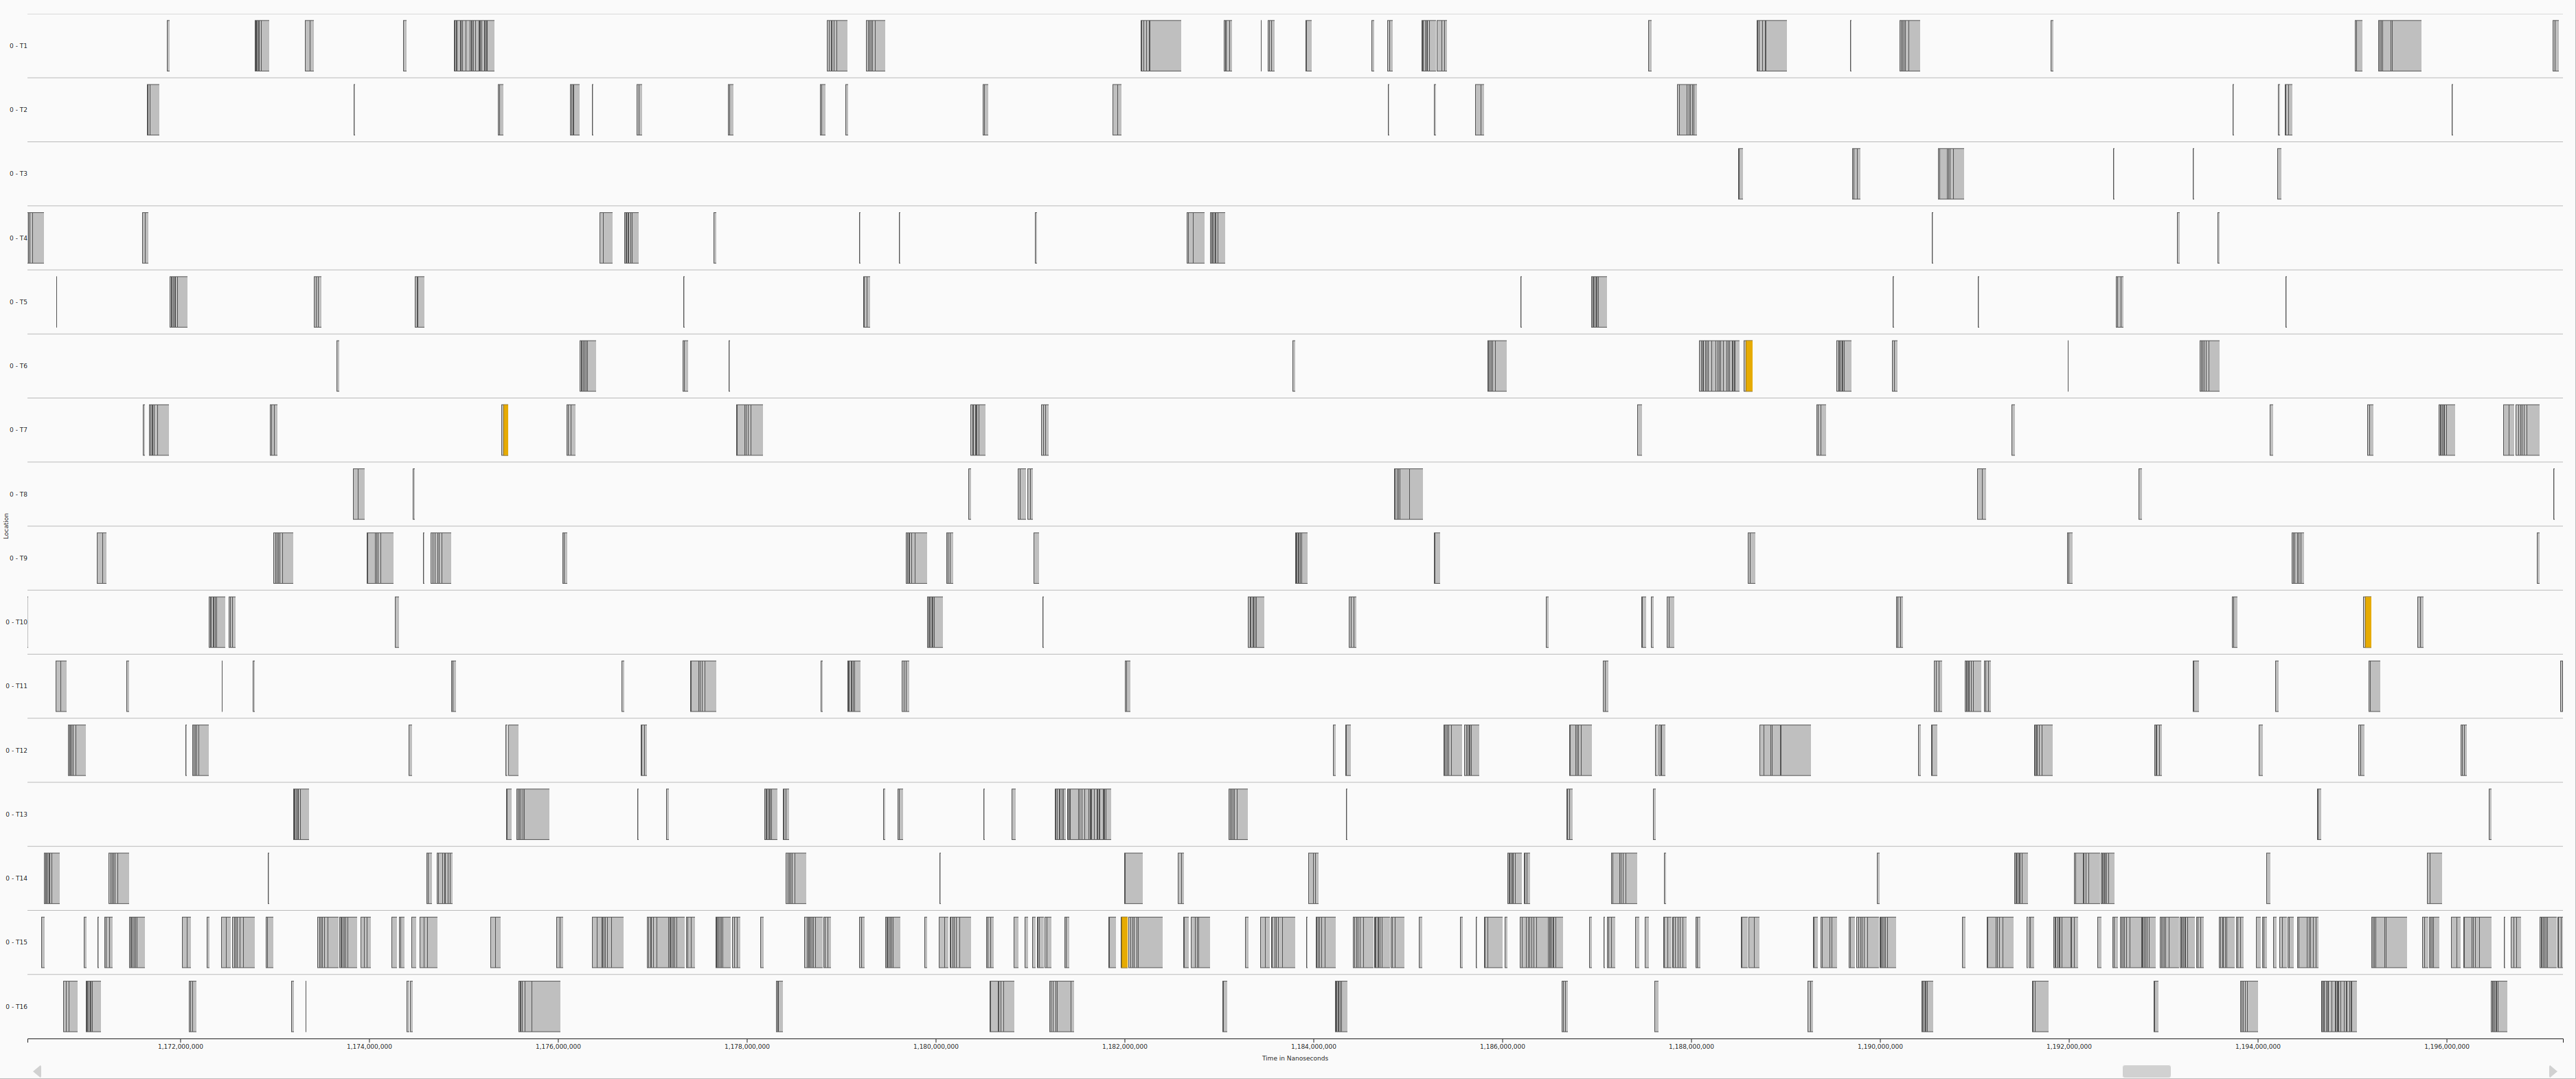 0 - T1
0 - T2
0 - T3
0 - T4
0 - T5
0 - T6
0 - T7
0 - T8
Location
0 - T9
0 - T10
0 - T11
0 - T12
0 - T13
0 - T14
0 - T15
0 - T16
1,172,000,000 1,174,000,000 1,176,000,000 1,178,000,000 1,180,000,000 1,182,000,000 1,184,000,000 1,186,000,000 1,188,000,000 1,190,000,000 1,192,000,000 1,194,000,000 1,196,000,000
Time in Nanoseconds